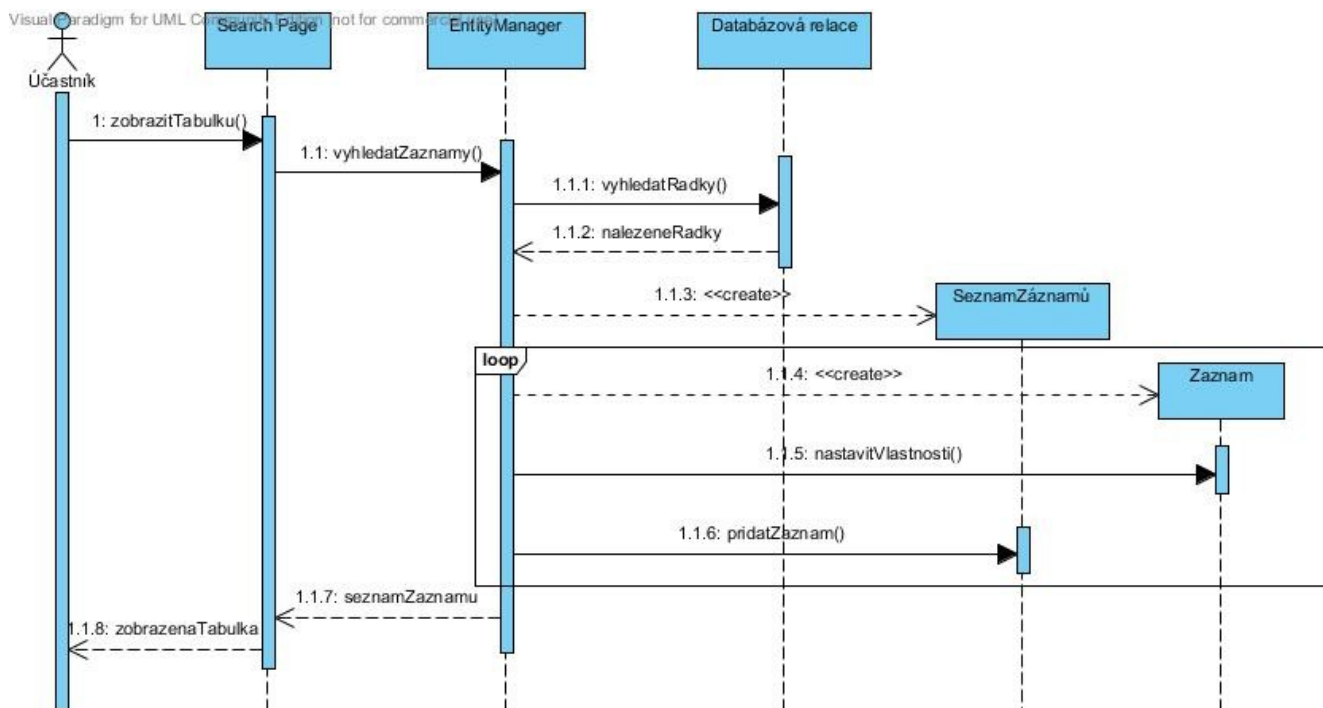 Visual Paradigm for UML Community Edition [not for commercial use]
Search Page
EntityManager
Databázová relace
Účastník
1: zobrazitTabulku()
1.1: vyhledatZaznamy()
1.1.1: vyhledatRadky()
1.1.2: nalezeneRadky
1.1.3: <<create>>
SeznamZáznamů
loop
1.1.4: <<create>>
Zaznam
1.1.5: nastavitVlastnosti()
1.1.6: pridatZaznam()
1.1.7: seznamZaznamu
1.1.8: zobrazenaTabulka